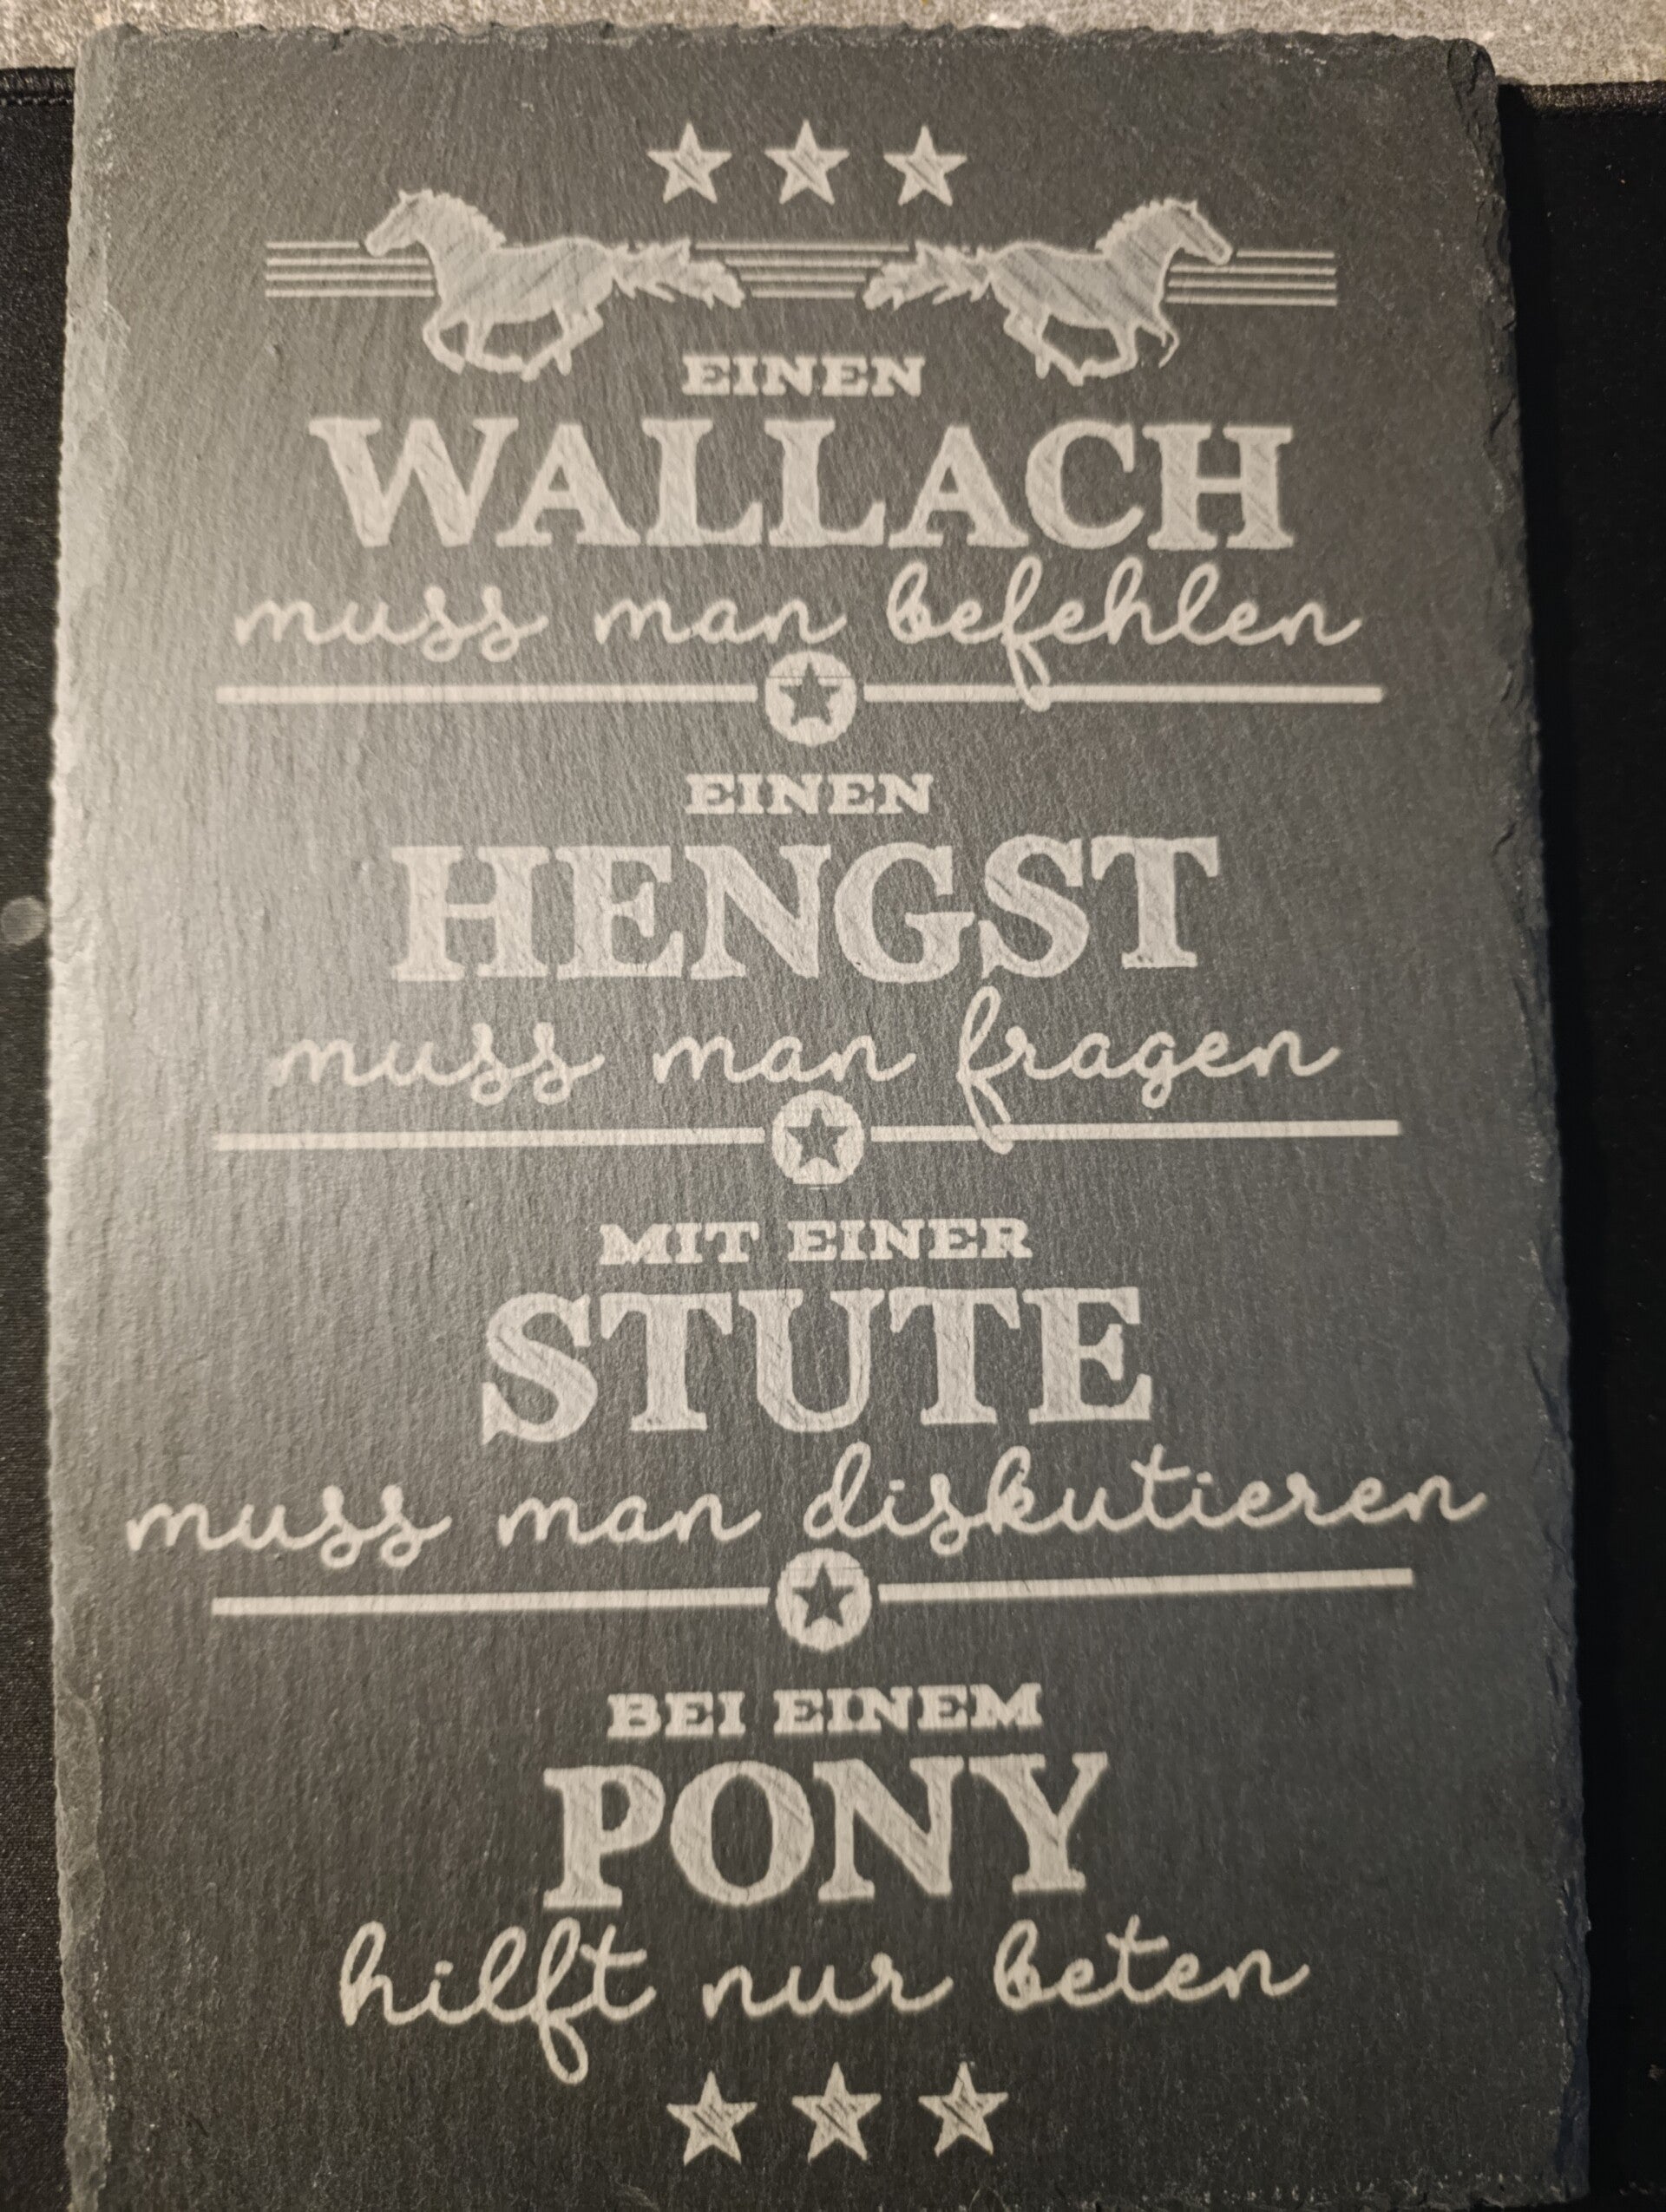 EINEN
WALLACH
muss man befehlen
EINEN
HENGST
muss man fragen
MIT EINER
STUTE
muss man diskutieren
BEI EINEM
PONY
hilft nur beten